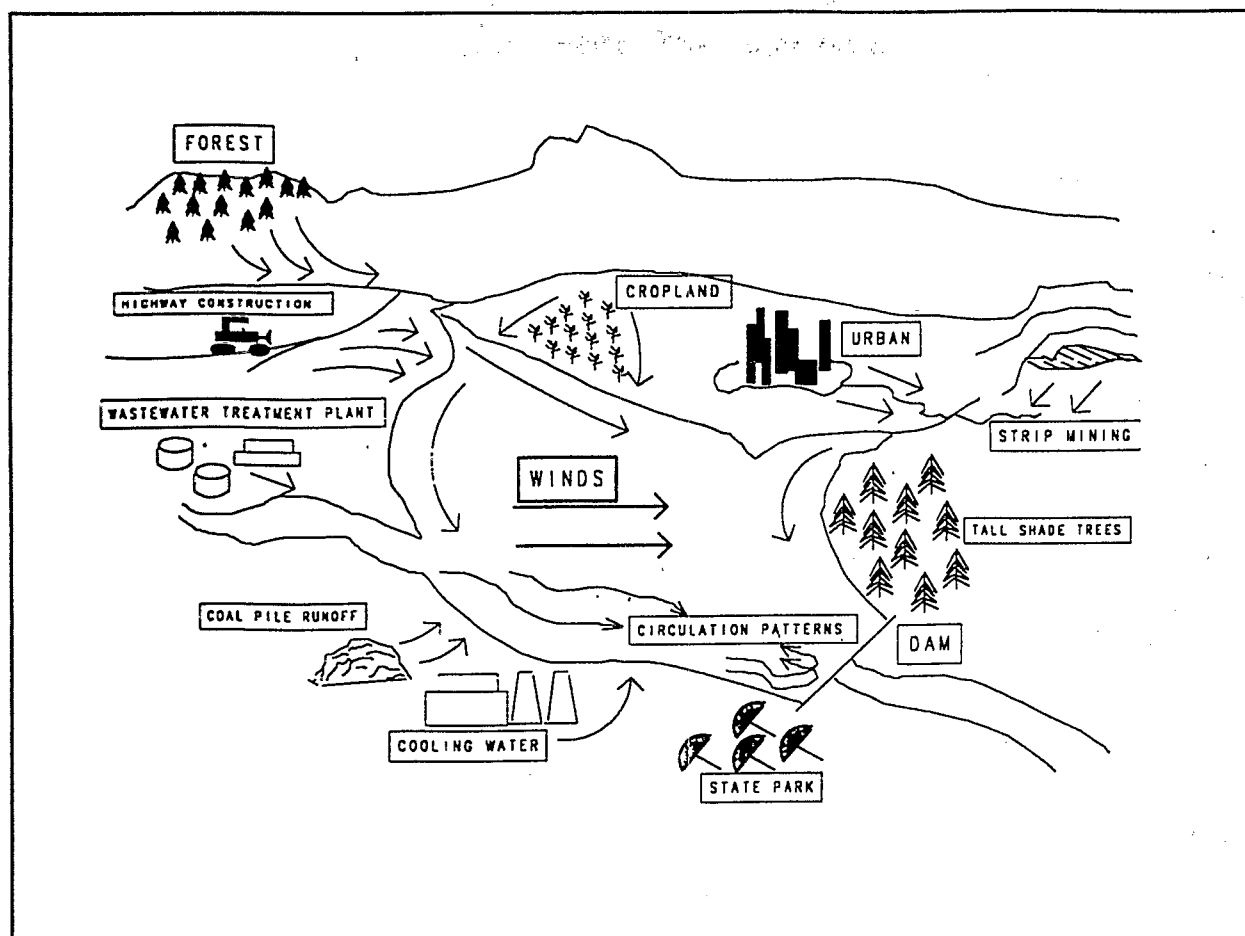 FOREST
HIGHWAY CONSTRUCTION
CROPLAND
URBAN
WASTEWATER TREATMENT PLANT
STRIP MINING
WINDS
TALL SHADE TREES
COAL PILE RUNOFF
CIRCULATION PATTERNS
DAM
COOLING WATER
STATE PARK